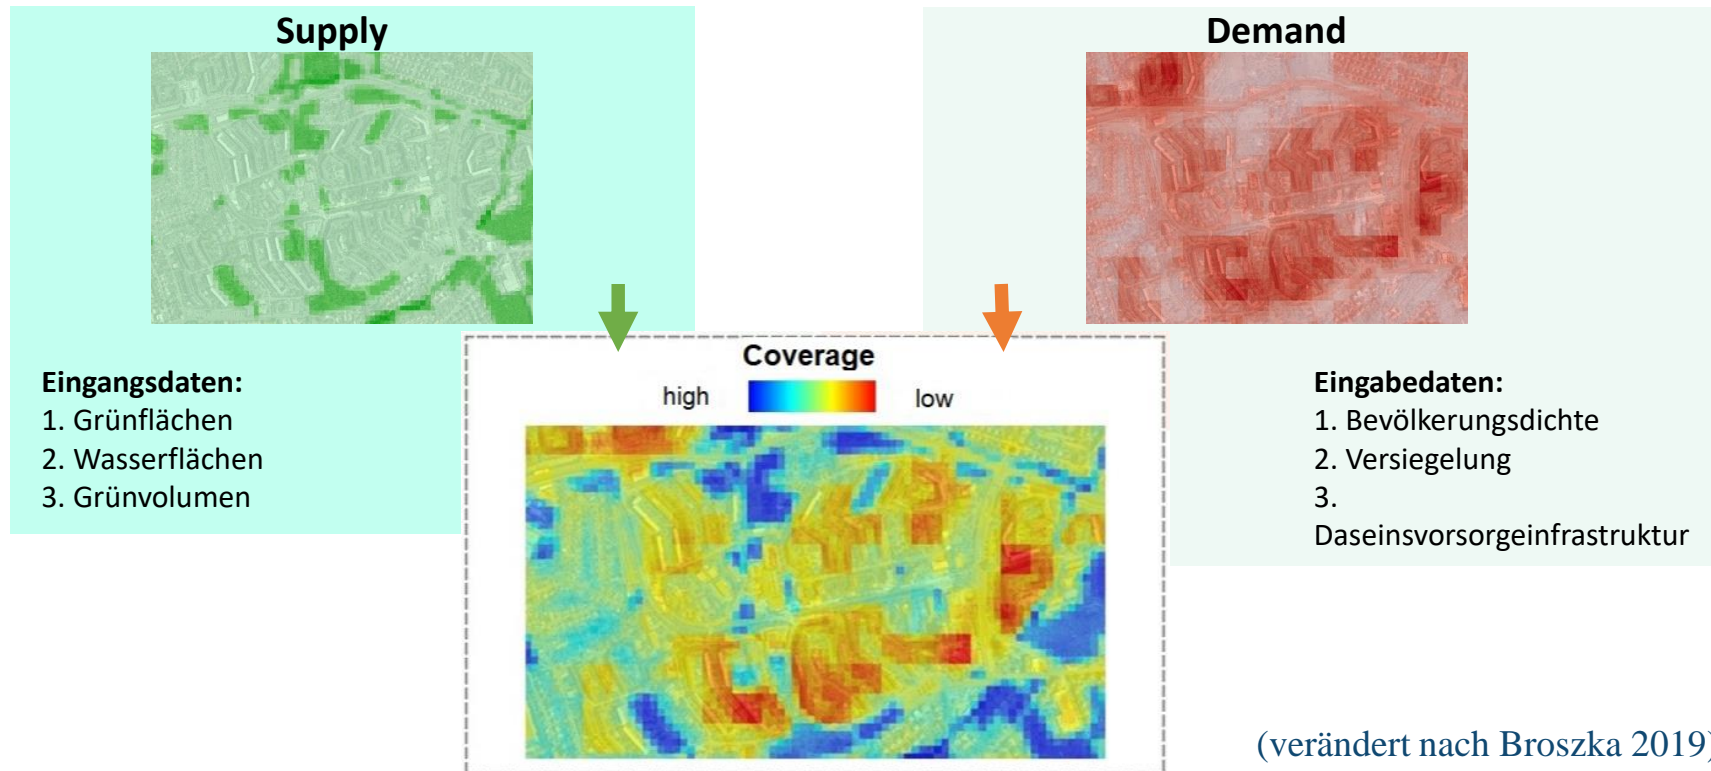 Supply
Eingangsdaten:
1. Grünflächen
2. Wasserflächen
3. Grünvolumen
Demand
Eingabedaten:
1. Bevölkerungsdichte
2. Versiegelung
3.
Daseinsvorsorgeinfrastruktur
Coverage
high low
(verändert nach Broszka 2019)